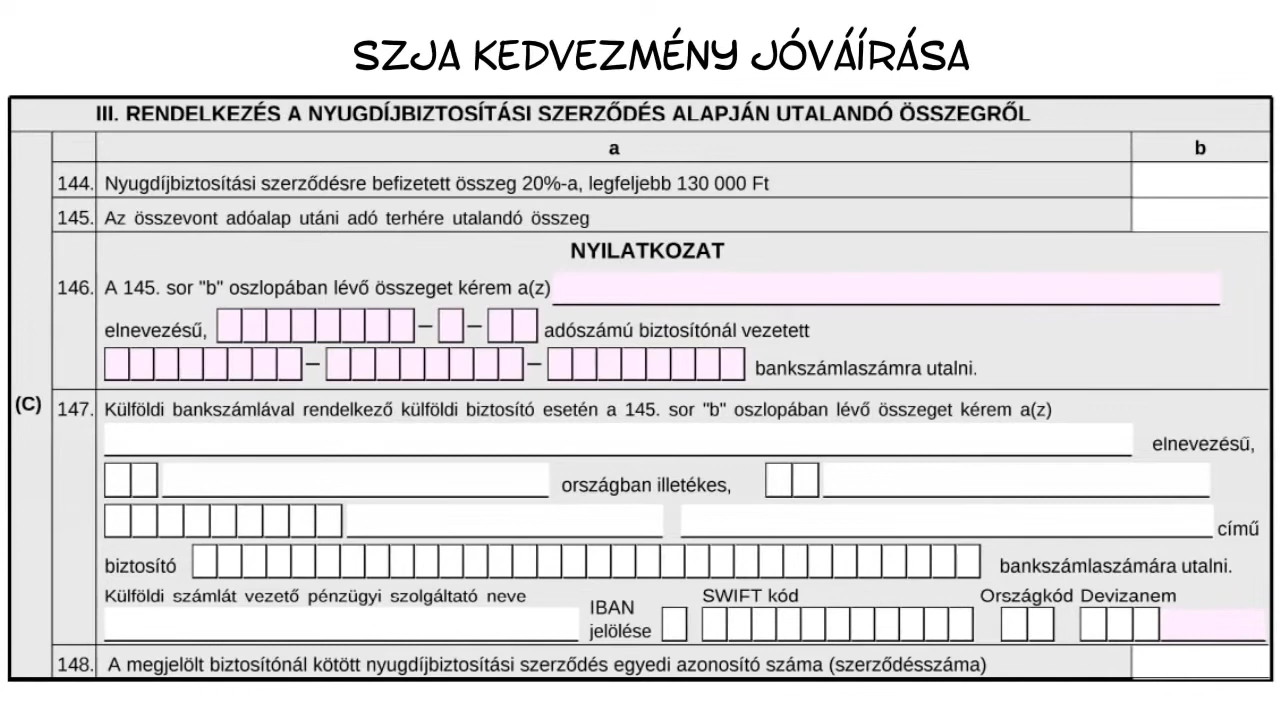 SZJA KEDVEZMÉNY JÓVÁÍRÁSA
III. RENDELKEZÉS A NYUGDÍJBIZTOSÍTÁSI SZERZŐDÉS ALAPJÁN UTALANDÓ ÖSSZEGRŐL
a b
144. Nyugdíjbiztosítási szerződésre befizetett összeg 20%-a, legfeljebb 130 000 Ft
145. Az összevont adóalap utáni adó terhére utalandó összeg
NYILATKOZAT
146. A 145. sor "b" oszlopában lévő összeget kérem a(z)
elnevezésű, – – adószámú biztosítónál vezetett
– – bankszámlaszámra utalni.
(C)
147. Külföldi bankszámlával rendelkező külföldi biztosító esetén a 145. sor "b" oszlopában lévő összeget kérem a(z)
elnevezésű,
országban illetékes,
című
biztosító bankszámlaszámára utalni.
Külföldi számlát vezető pénzügyi szolgáltató neve IBAN SWIFT kód Országkód Devizanem
jelölése
148. A megjelölt biztosítónál kötött nyugdíjbiztosítási szerződés egyedi azonosító száma (szerződésszáma)